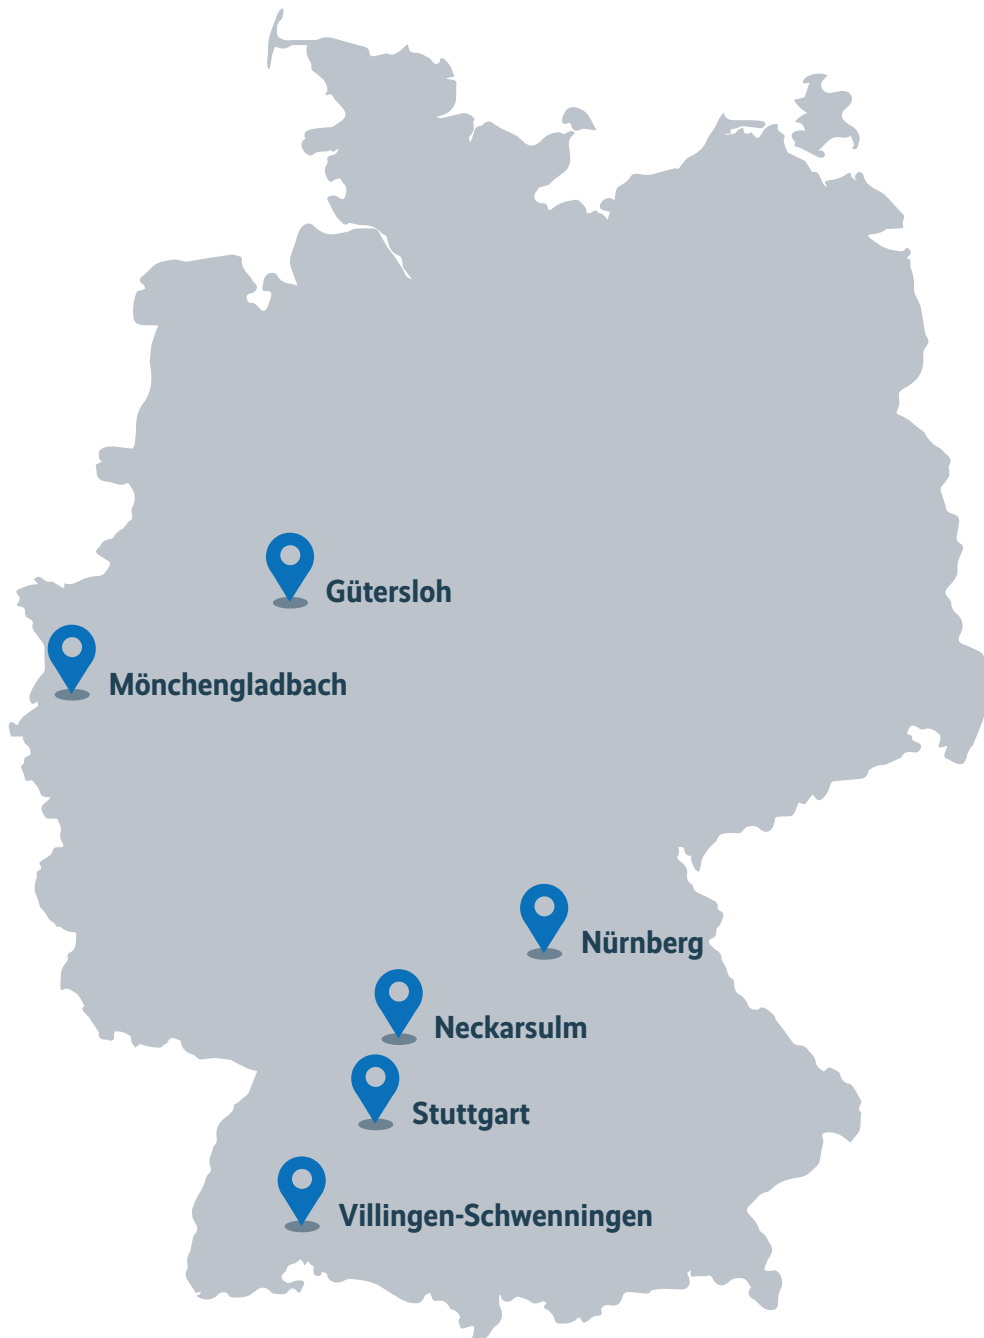 Gütersloh
Mönchengladbach
Nürnberg
Neckarsulm
Stuttgart
Villingen-Schwenningen